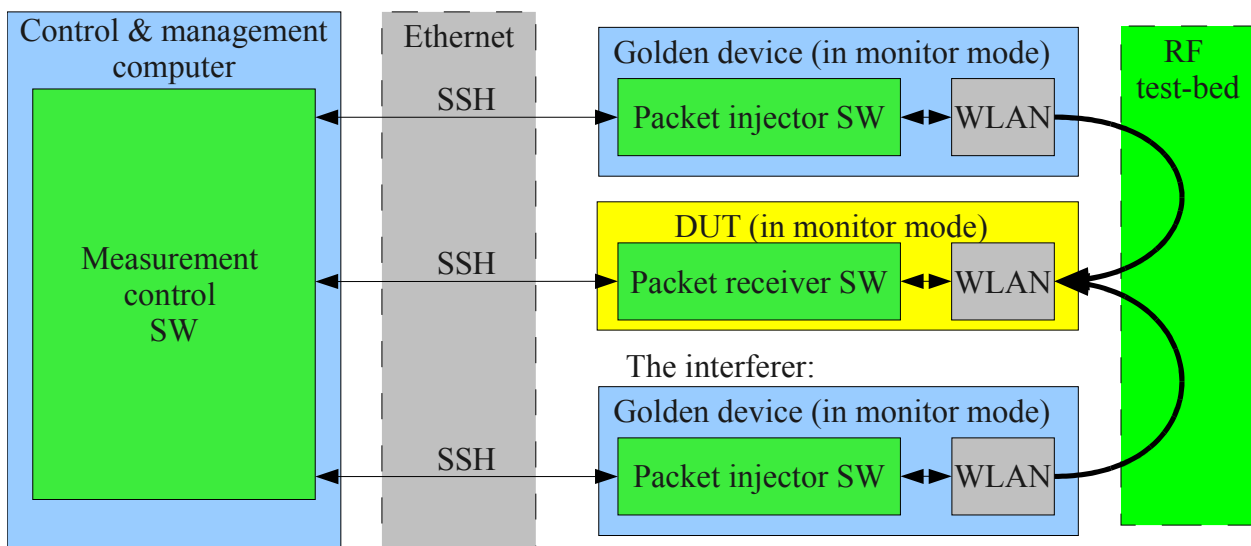 Control & management
computer
Measurement
control
SW
Ethernet
SSH
SSH
SSH
Golden device (in monitor mode)
Packet injector SW
WLAN
DUT (in monitor mode)
Packet receiver SW
WLAN
The interferer:
Golden device (in monitor mode)
Packet injector SW
WLAN
RF
test-bed